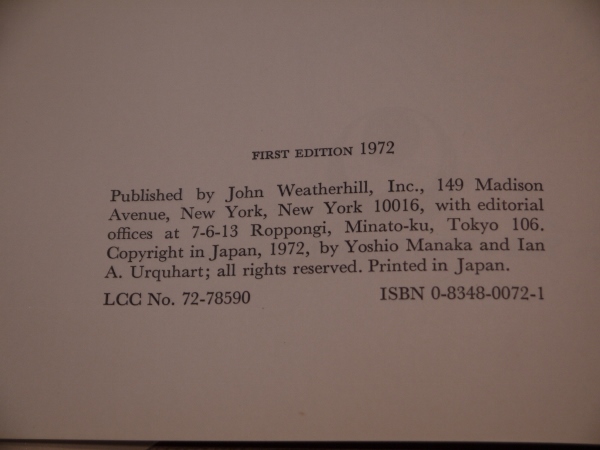 FIRST EDITION 1972
Published by John Weatherhill, Inc., 149 Madison
Avenue, New York, New York 10016, with editorial
offices at 7-6-13 Roppongi, Minato-ku, Tokyo 106.
Copyright in Japan, 1972, by Yoshio Manaka and Ian
A. Urquhart; all rights reserved. Printed in Japan.
LCC No. 72-78590 ISBN 0-8348-0072-1